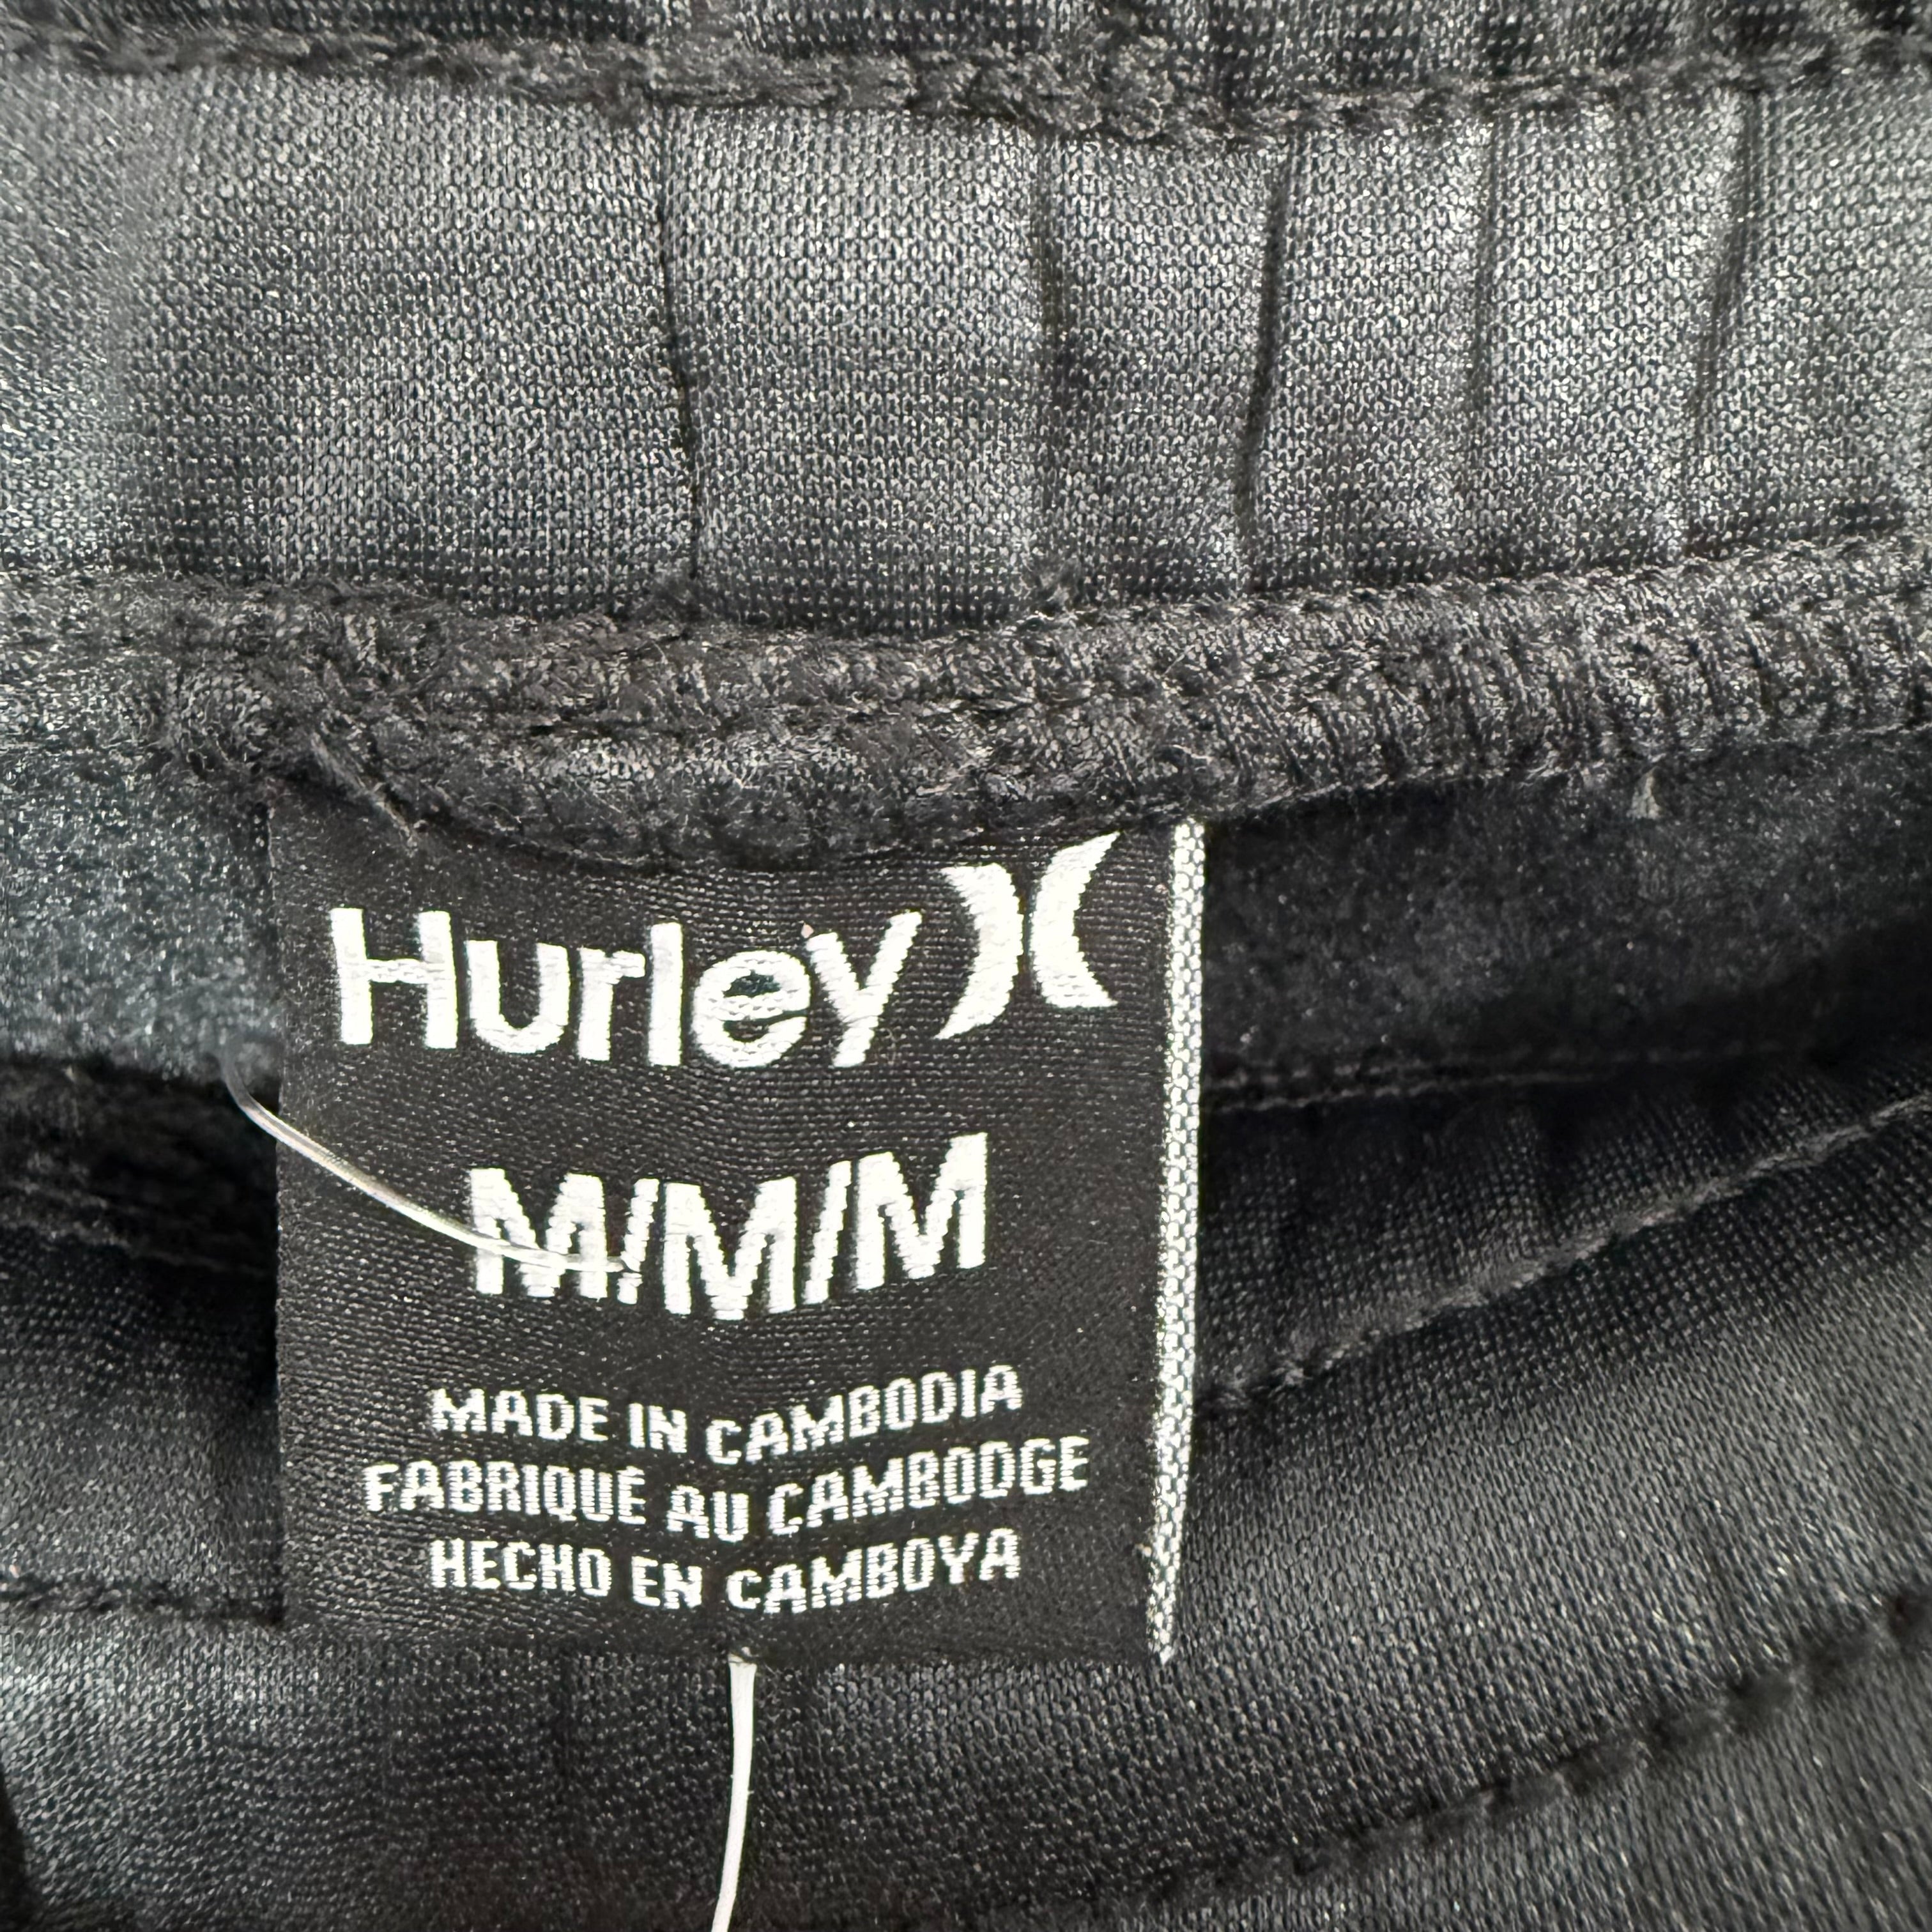 Hurley
M/M/M
MADE IN CAMBODIA
FABRIQUÉ AU CAMBODGE
HECHO EN CAMBOYA